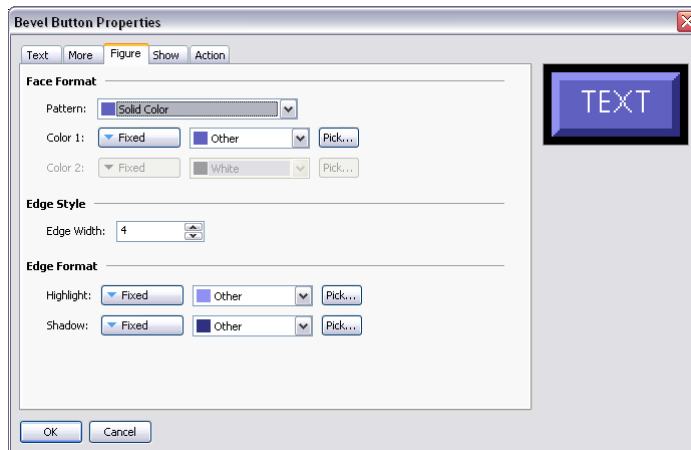 Bevel Button Properties
Text More Figure Show Action
Face Format
Pattern: Solid Color
Color 1: Fixed Other Pick...
Color 2: Fixed White Pick...
Edge Style
Edge Width: 4
Edge Format
Highlight: Fixed Other Pick...
Shadow: Fixed Other Pick...
OK Cancel
TEXT